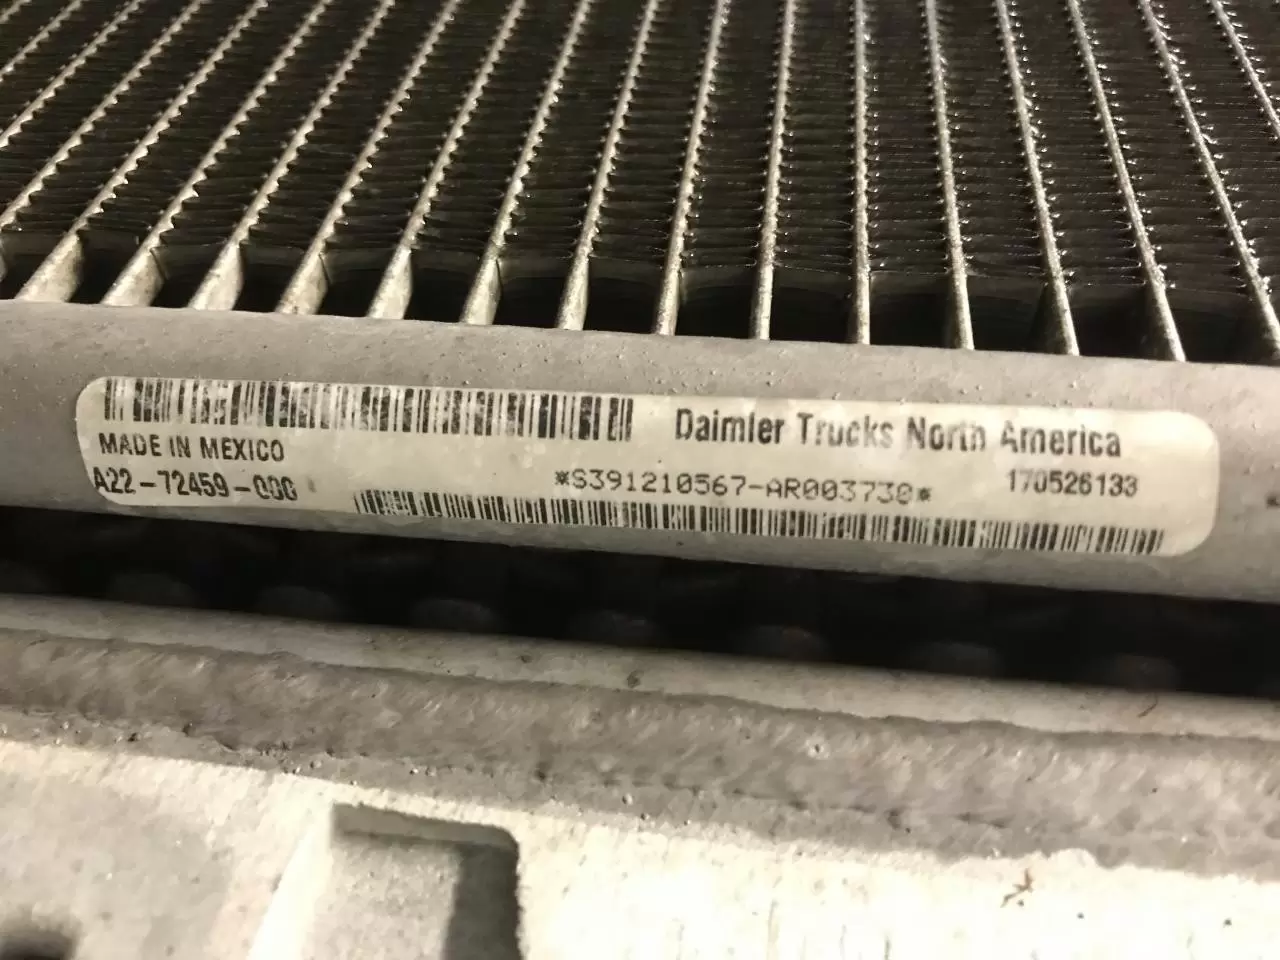 Daimler Trucks North America
MADE IN MEXICO
A22-72459-000
*S391210567-AR003730*
170526133